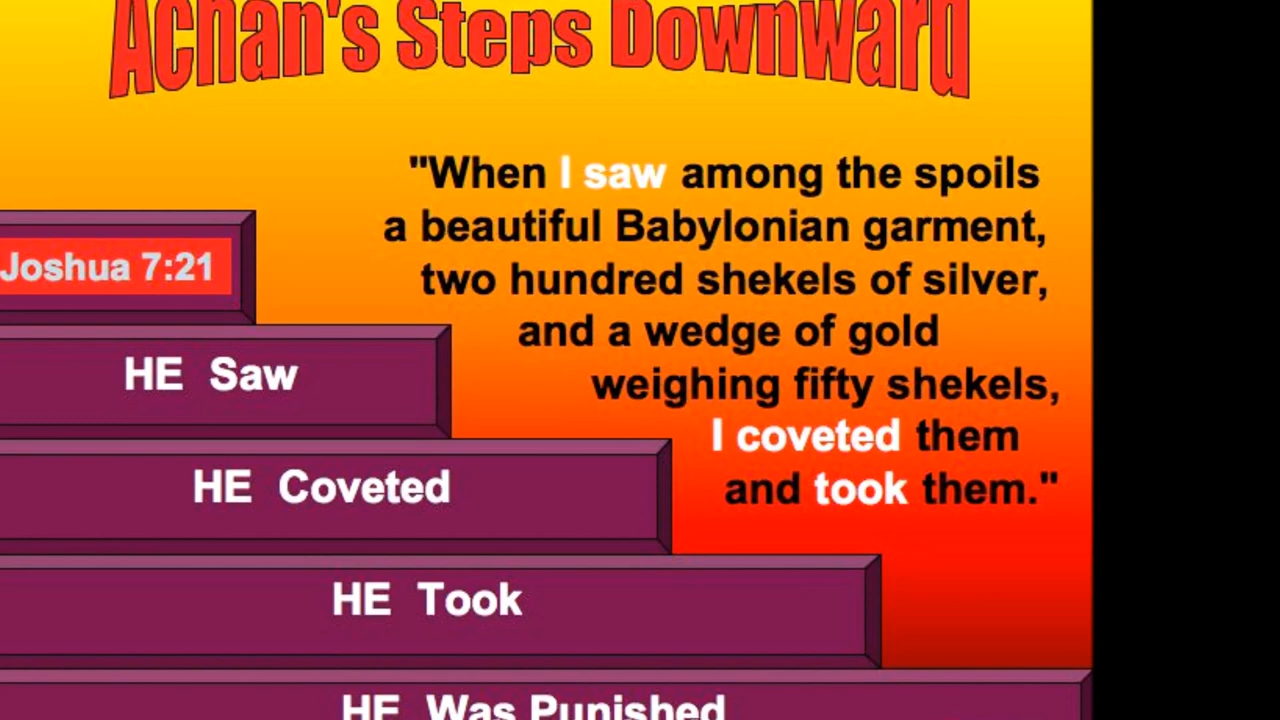 Achan's Steps Downward
"When I saw among the spoils
a beautiful Babylonian garment,
two hundred shekels of silver,
and a wedge of gold
weighing fifty shekels,
I coveted them
and took them."
Joshua 7:21
HE Saw
HE Coveted
HE Took
HE Was Punished